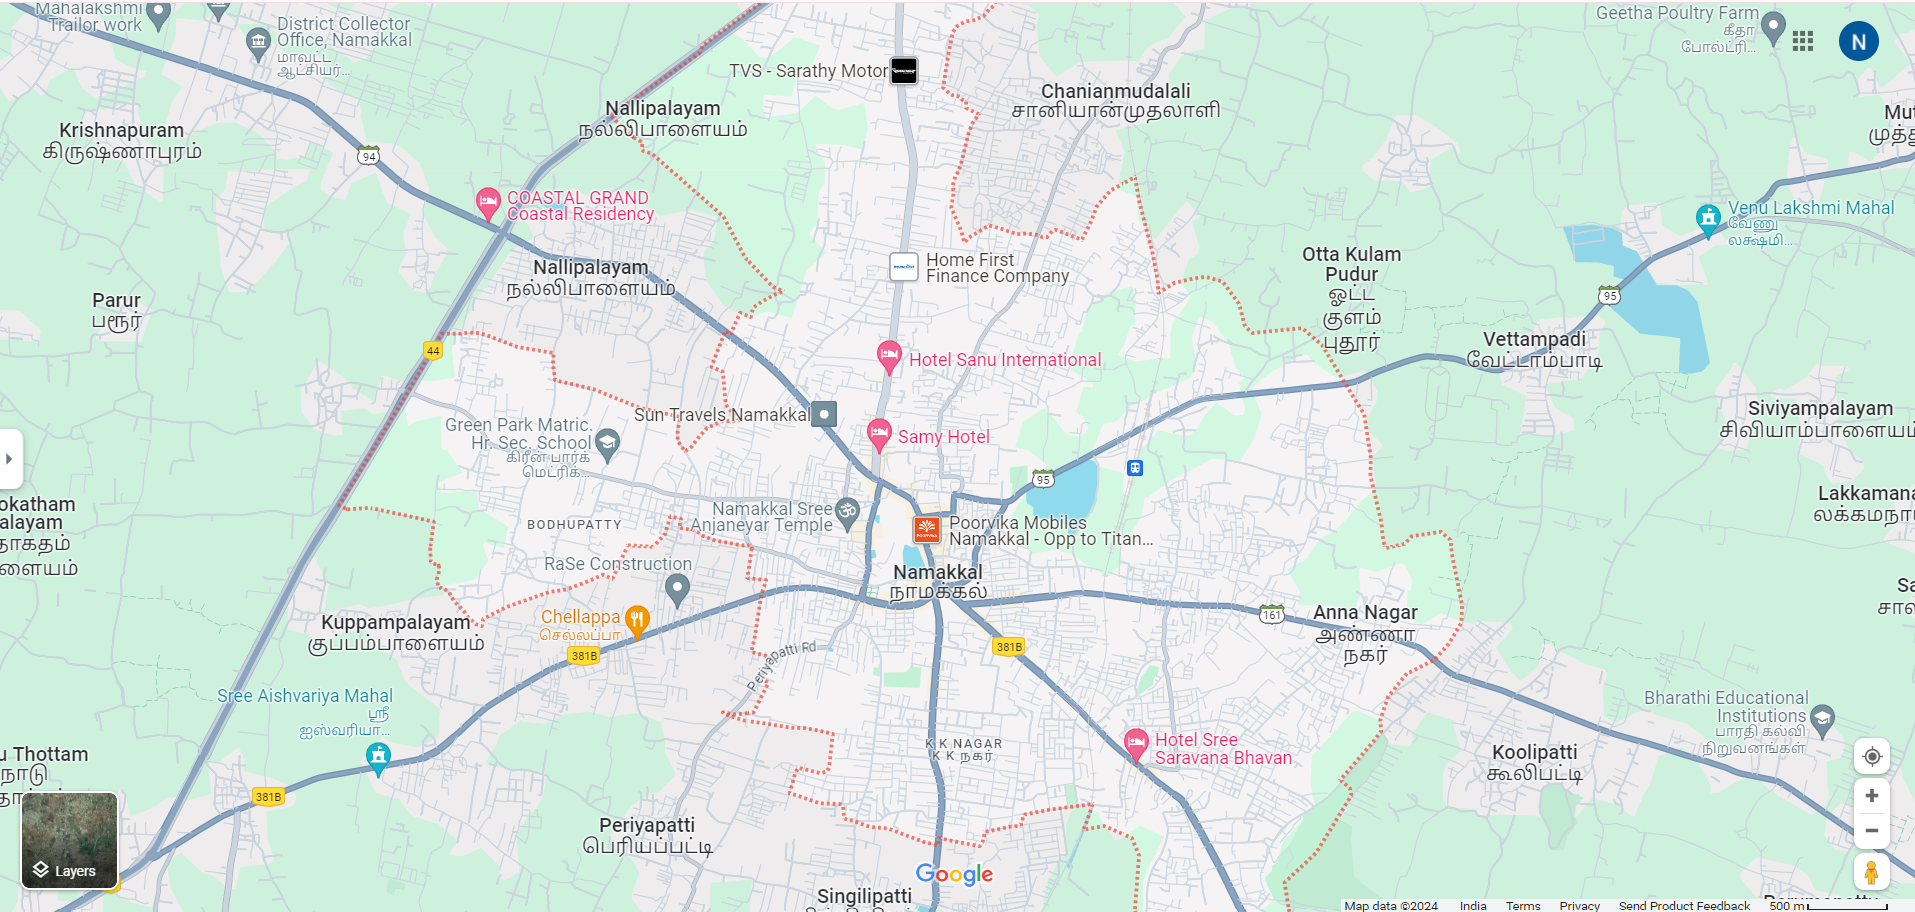 Mahalakshmi
Trailor work
District Collector
Office, Namakkal
மாவட்ட
ஆட்சியர்...
Geetha Poultry Farm
கீதா
போல்ட்ரி...
N
TVS - Sarathy Motor
Nallipalayam
நல்லிபாளையம்
Chanianmudalali
சானியான்முதலாளி
Krishnapuram
கிருஷ்ணாபுரம்
94
COASTAL GRAND
Coastal Residency
Venu Lakshmi Mahal
வேணு
லக்ஷ்மி...
Home First
Finance Company
Nallipalayam
நல்லிபாளையம்
Otta Kulam
Pudur
ஓட்ட
குளம்
புதூர்
95
Parur
பரூர்
44
Vettampadi
வேட்டாம்பாடி
Hotel Sanu International
Sun Travels Namakkal
Samy Hotel
Green Park Matric.
Hr. Sec. School
கிரீன் பார்க்
மெட்ரிக்...
Siviyampalayam
சிவியாம்பாளையம்
95
okatham
alayam
ளையம்
BODHUPATTY
Namakkal Sree
Anjaneyar Temple
Poorvika Mobiles
Namakkal - Opp to Titan...
POORVIKA
Lakkamana
RaSe Construction
Namakkal
நாமக்கல்
Chellappa
செல்லப்பா
Kuppampalayam
குப்பம்பாளையம்
381B
Periyapatti Rd
381B
161
Anna Nagar
அண்ணா
நகர்
Sree Aishvariya Mahal
ஸ்ரீ
ஐஸ்வரியா...
Bharathi Educational
Institutions
பாரதி கல்வி
நிறுவனங்கள்
K K NAGAR
K K நகர்
Hotel Sree
Saravana Bhavan
Koolipatti
கூலிபட்டி
u Thottam
நாடு
381B
Periyapatti
பெரியப்பட்டி
Layers
Google
Singilipatti
Map data ©2024 India Terms Privacy Send Product Feedback 500 m